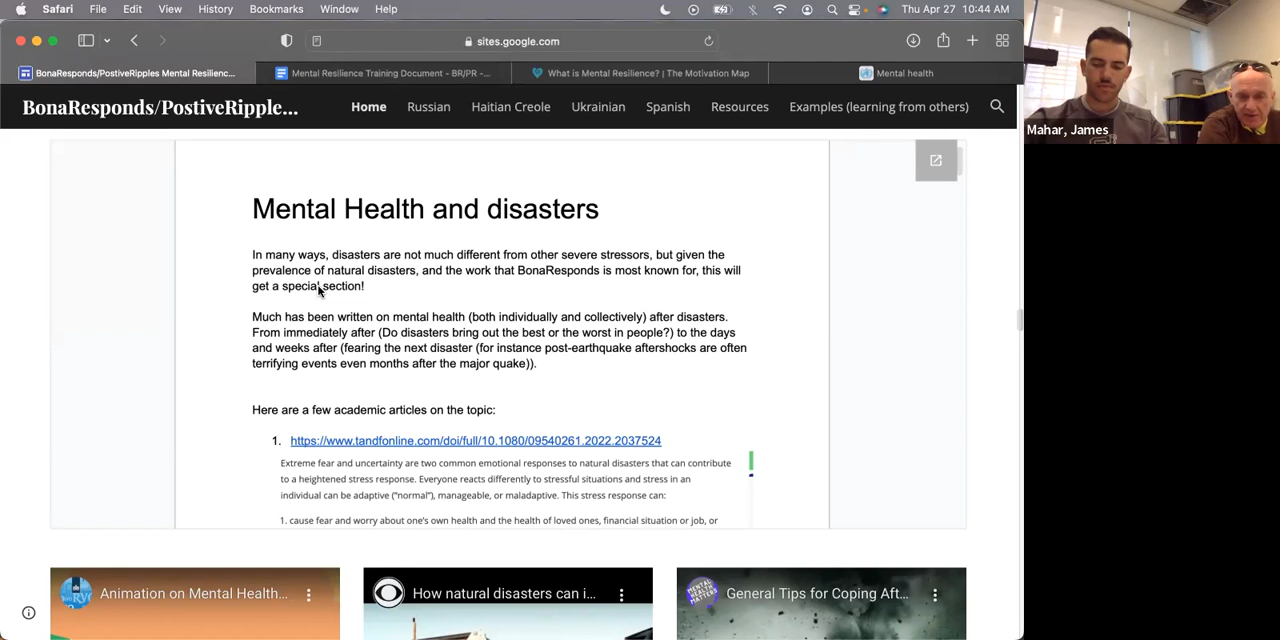 Safari File Edit View History Bookmarks Window Help Thu Apr 27 10:44 AM
sites.google.com
BonaResponds/PostiveRipples Mental Resilienc... Mental Resilience Training Document - BR/PR -... What is Mental Resilience? | The Motivation Map Mental health
BonaResponds/PostiveRipple... Home Russian Haitian Creole Ukrainian Spanish Resources Examples (learning from others)
Mahar, James
Mental Health and disasters
In many ways, disasters are not much different from other severe stressors, but given the
prevalence of natural disasters, and the work that BonaResponds is most known for, this will
get a special section!
Much has been written on mental health (both individually and collectively) after disasters.
From immediately after (Do disasters bring out the best or the worst in people?) to the days
and weeks after (fearing the next disaster (for instance post-earthquake aftershocks are often
terrifying events even months after the major quake)).
Here are a few academic articles on the topic:
1. https://www.tandfonline.com/doi/full/10.1080/09540261.2022.2037524
Extreme fear and uncertainty are two common emotional responses to natural disasters that can contribute
to a heightened stress response. Everyone reacts differently to stressful situations and stress in an
individual can be adaptive ("normal"), manageable, or maladaptive. This stress response can:
1. cause fear and worry about one's own health and the health of loved ones, financial situation or job, or
Animation on Mental Health... How natural disasters can i... General Tips for Coping Aft...